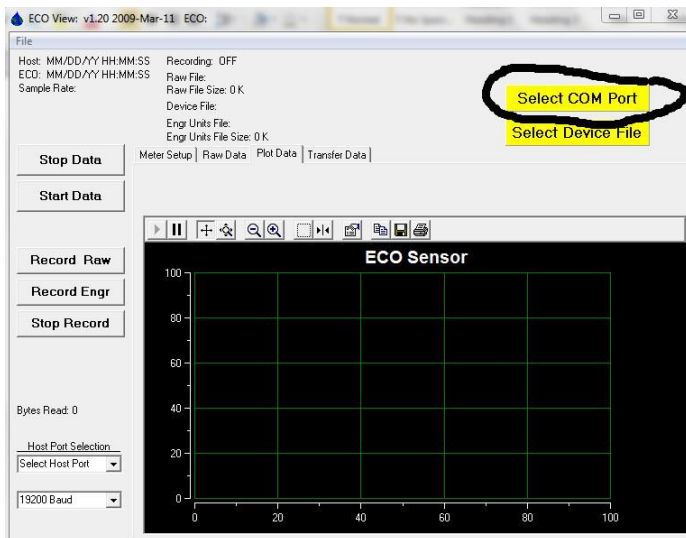 ECO View: v1.20 2009-Mar-11 ECO:
File
Host: MM/DD/YY HH:MM:SS
ECO: MM/DD/YY HH:MM:SS
Sample Rate:
Recording: OFF
Raw File:
Raw File Size: 0 K
Device File:
Engr Units File:
Engr Units File Size: 0 K
Select COM Port
Select Device File
Stop Data
Start Data
Record Raw
Record Engr
Stop Record
Bytes Read: 0
Host Port Selection
Select Host Port
19200 Baud
Meter Setup Raw Data Plot Data Transfer Data
ECO Sensor
100
80
60
40
20
0
0 20 40 60 80 100